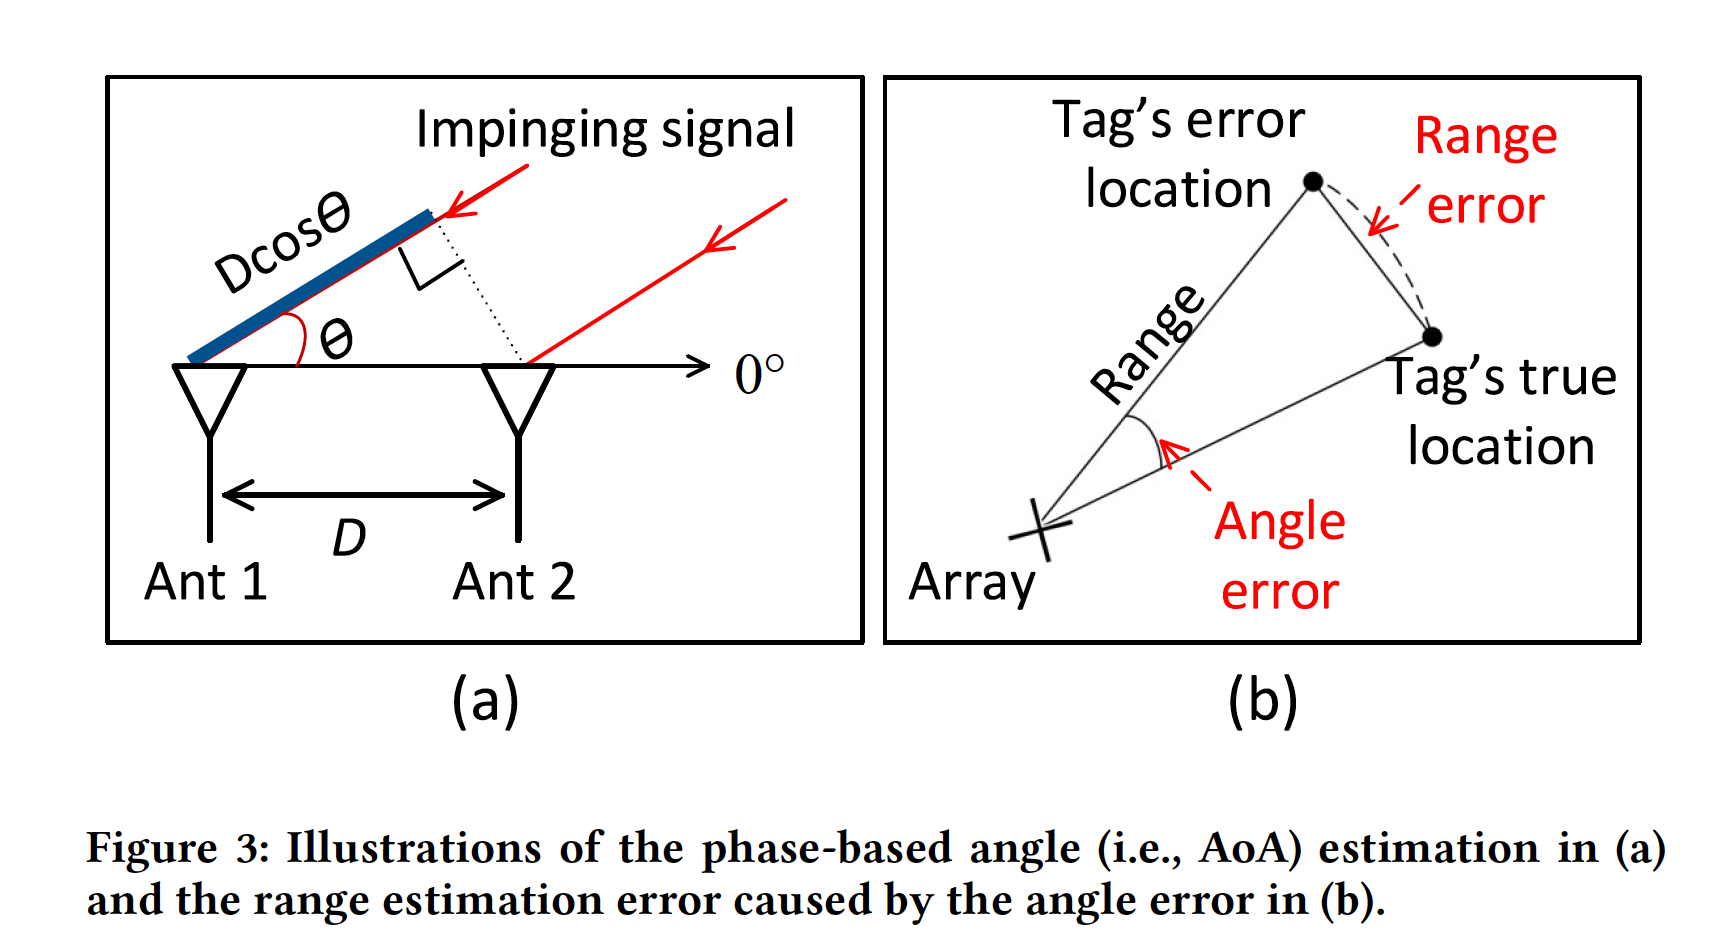 Impinging signal
Dcosθ
θ
0°
D
Ant 1
Ant 2
(a)
Tag's error
location
Range
error
Range
Tag's true
location
Angle
error
Array
(b)
Figure 3: Illustrations of the phase-based angle (i.e., AoA) estimation in (a)
and the range estimation error caused by the angle error in (b).